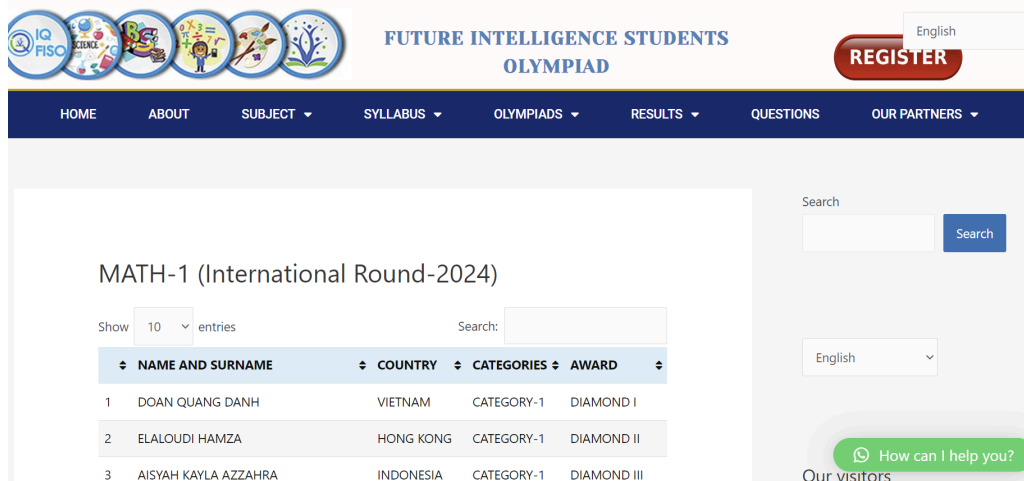 IQ
FISO
SCIENCE
FUTURE INTELLIGENCE STUDENTS
OLYMPIAD
English
REGISTER
HOME ABOUT SUBJECT SYLLABUS OLYMPIADS RESULTS QUESTIONS OUR PARTNERS
Search
Search
MATH-1 (International Round-2024)
Show 10 entries Search:
NAME AND SURNAME COUNTRY CATEGORIES AWARD
1 DOAN QUANG DANH VIETNAM CATEGORY-1 DIAMOND I
2 ELALOUDI HAMZA HONG KONG CATEGORY-1 DIAMOND II
3 AISYAH KAYLA AZZAHRA INDONESIA CATEGORY-1 DIAMOND III
English
How can I help you?
Our visitors